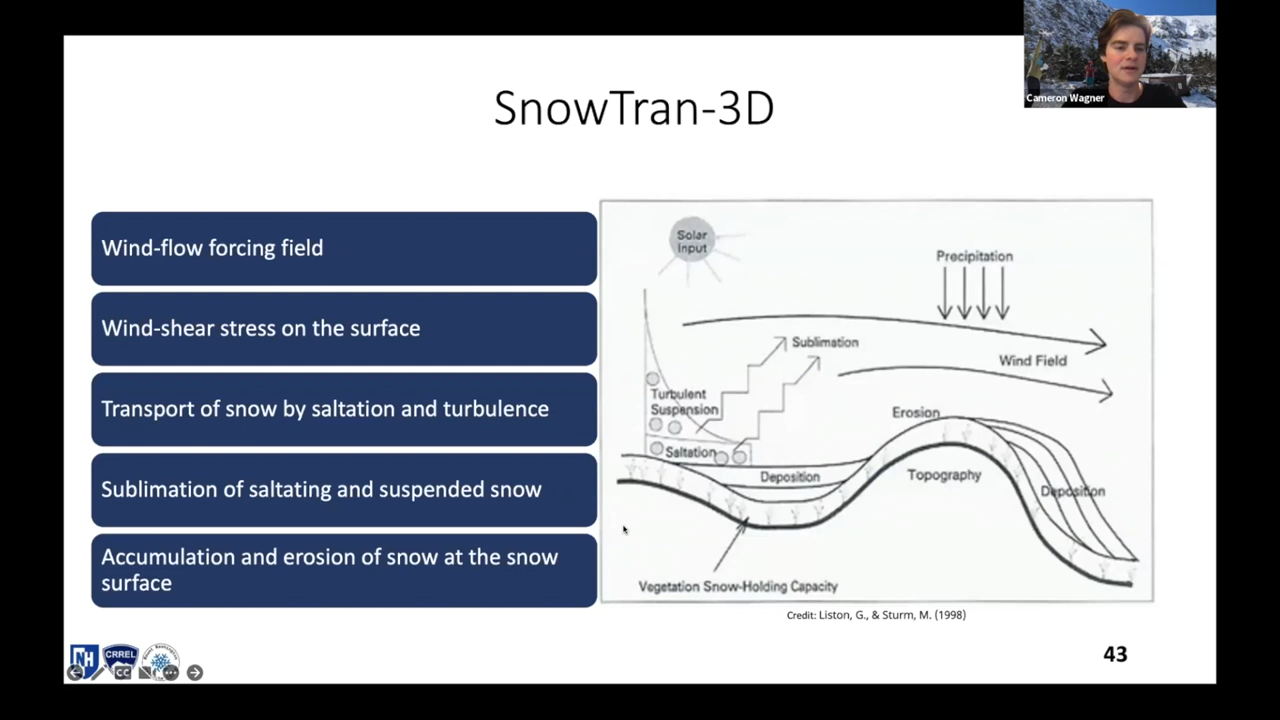 Cameron Wagner
SnowTran-3D
Wind-flow forcing field
Wind-shear stress on the surface
Transport of snow by saltation and turbulence
Sublimation of saltating and suspended snow
Accumulation and erosion of snow at the snow
surface
Solar
Input
Precipitation
Sublimation
Wind Field
Turbulent
Suspension
Erosion
Saltation
Deposition
Topography
Deposition
Vegetation Snow-Holding Capacity
Credit: Liston, G., & Sturm, M. (1998)
NH
CRREL
CC
43